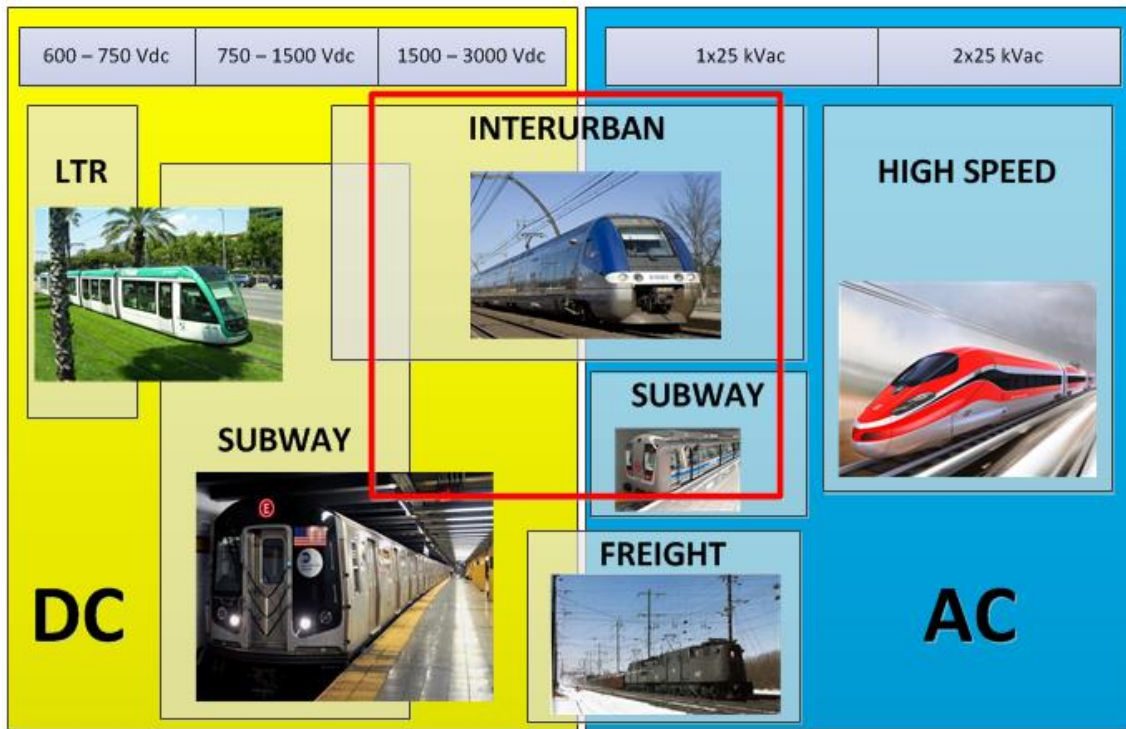 600 – 750 Vdc
750 – 1500 Vdc
1500 – 3000 Vdc
1x25 kVac
2x25 kVac
INTERURBAN
LTR
HIGH SPEED
SUBWAY
SUBWAY
E
FREIGHT
DC
AC